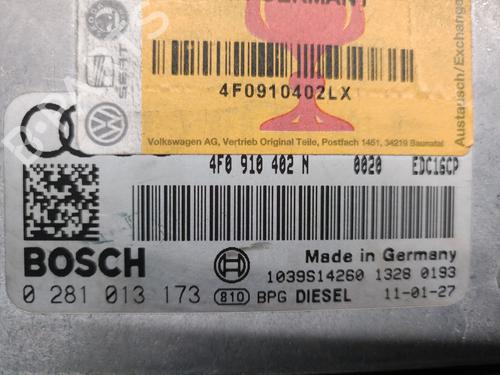 GERMANY
SEAT
4F0910402LX
Volkswagen AG, Vertrieb Original Teile, Postfach 1451, 34219 Baunatal
Austausch/Exchange
4F0 910 402 N 0020 EDC16CP
BOSCH
Made in Germany
1039S14260 1328 0193
0 281 013 173 810 BPG DIESEL 11-01-27